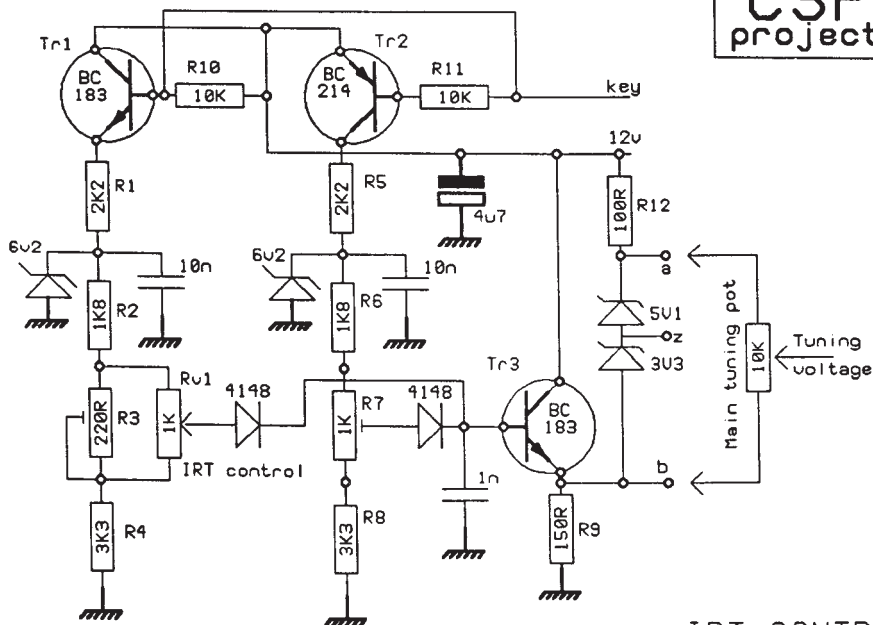 CSF
project
Tr1
Tr2
BC
183
R10
10K
BC
214
R11
10K
key
12v
2K2
R1
2K2
R5
4u7
100R
R12
6v2
10n
6v2
10n
a
1K8
R2
1K8
R6
5V1
z
3V3
Main tuning pot
10K
Tuning
voltage
Rv1
4148
R7
4148
Tr3
220R
R3
1K
1K
BC
183
IRT control
1n
b
3K3
R4
3K3
R8
150R
R9